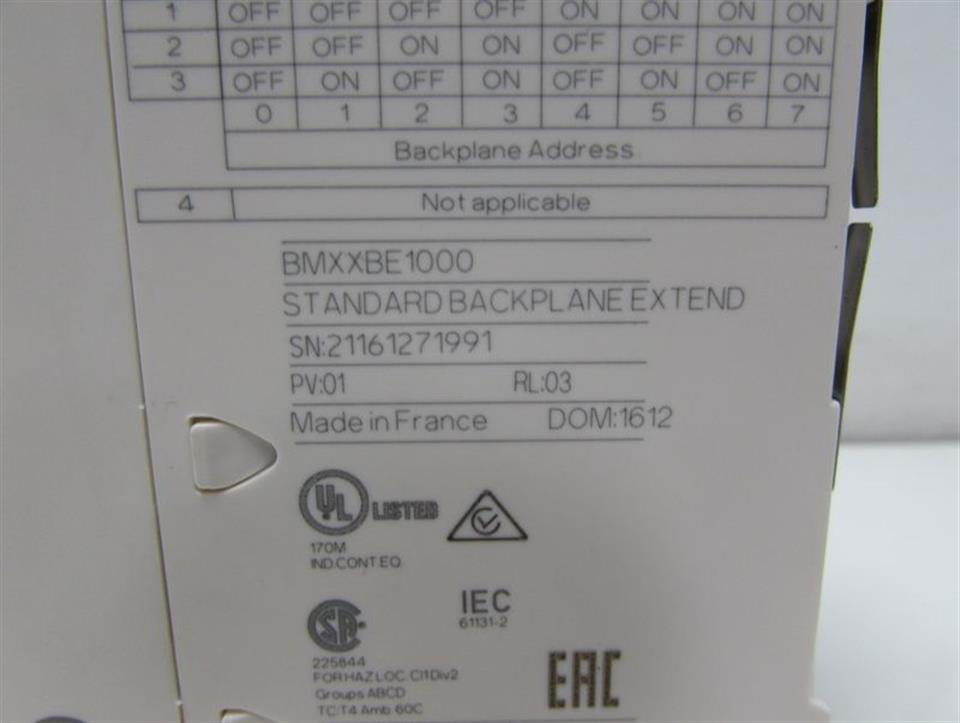 1 OFF OFF OFF OFF ON ON ON ON
2 OFF OFF ON ON OFF OFF ON ON
3 OFF ON OFF ON OFF ON OFF ON
0 1 2 3 4 5 6 7
Backplane Address
4 Not applicable
BMXXBE1000
STANDARD BACKPLANE EXTEND
SN:21161271991
PV:01 RL:03
Made in France DOM:1612
UL LISTED
170M
IND.CONT.EQ
IEC
61131-2
SA
225844
FOR HAZ LOC. CI1Div2
Groups ABCD
TC:T4 Amb. 60C
EAC